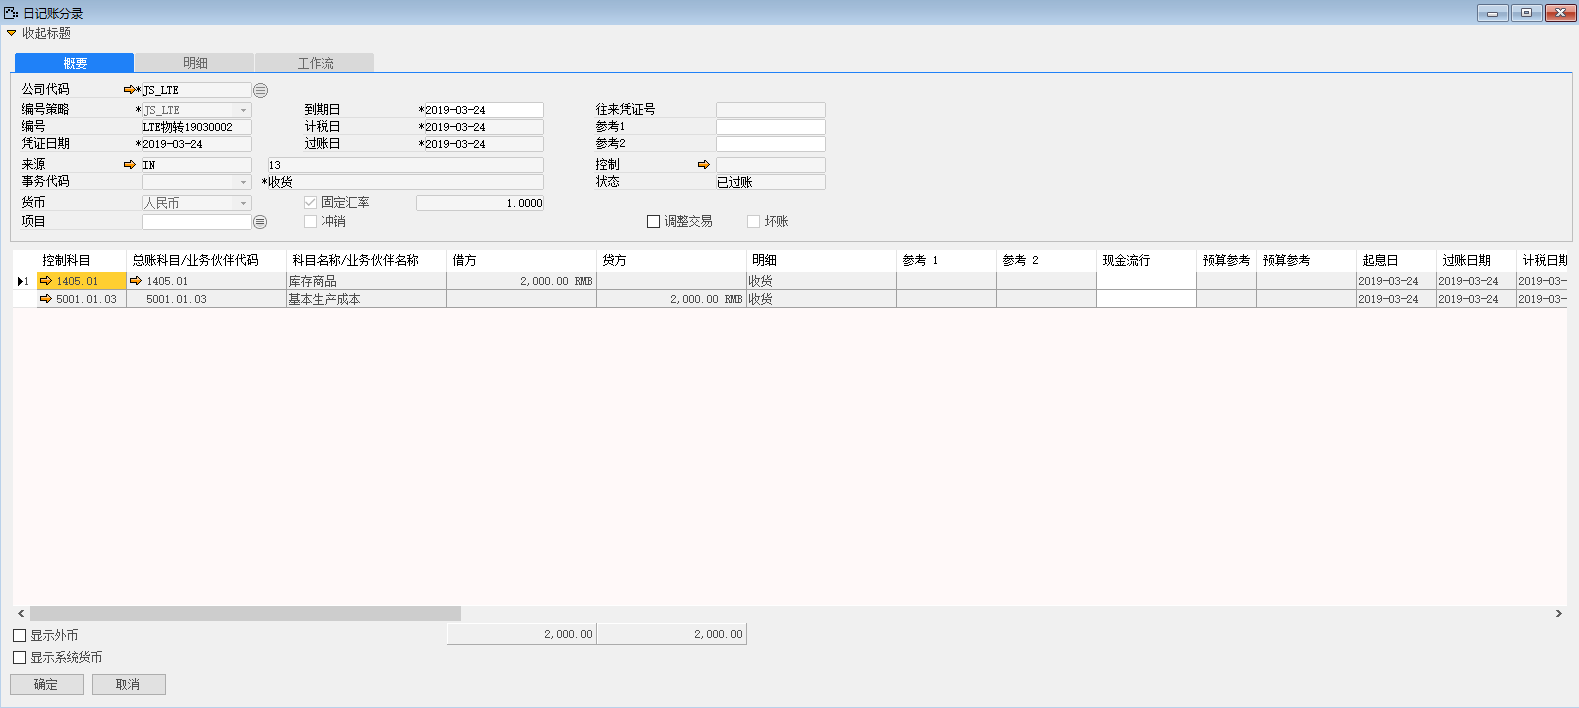 日记账分录
收起标题
概要 明细 工作流
公司代码 *JS_LTE
编号策略 *JS_LTE 到期日 *2019-03-24 往来凭证号
编号 LTE物转19030002 计税日 *2019-03-24 参考1
凭证日期 *2019-03-24 过账日 *2019-03-24 参考2
来源 IN 13 控制
事务代码 *收货 状态 已过账
货币 人民币 固定汇率 1.0000
项目 冲销 调整交易 坏账
控制科目 总账科目/业务伙伴代码 科目名称/业务伙伴名称 借方 贷方 明细 参考 1 参考 2 现金流行 预算参考 预算参考 起息日 过账日期 计税日期
1 1405.01 1405.01 库存商品 2,000.00 RMB 收货 2019-03-24 2019-03-24 2019-03-
5001.01.03 5001.01.03 基本生产成本 2,000.00 RMB 收货 2019-03-24 2019-03-24 2019-03-
显示外币 2,000.00 2,000.00
显示系统货币
确定 取消